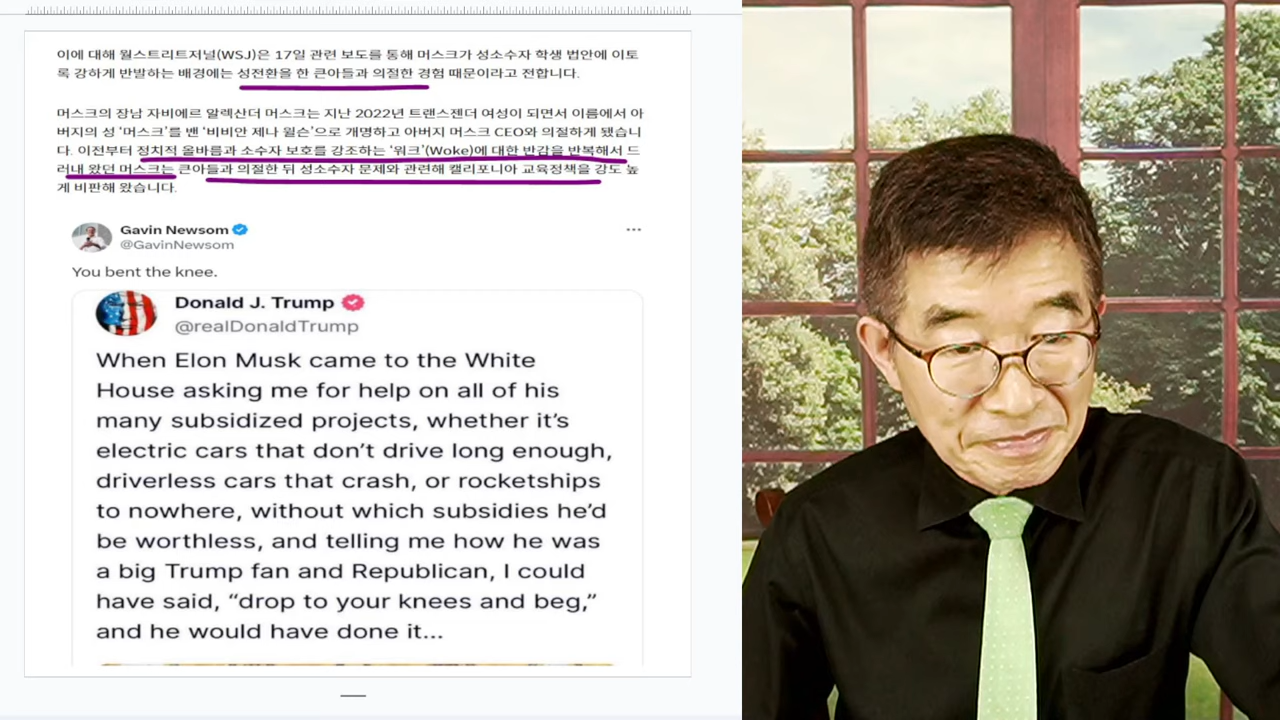 이에 대해 월스트리트저널(WSJ)은 17일 관련 보도를 통해 머스크가 성소수자 학생 법안에 이토
록 강하게 반발하는 배경에는 성전환을 한 큰아들과 의절한 경험 때문이라고 전합니다.
머스크의 장남 자비에르 알렉산더 머스크는 지난 2022년 트랜스젠더 여성이 되면서 이름에서 아
버지의 성 ‘머스크’를 뺀 ‘비비안 제나 윌슨’으로 개명하고 아버지 머스크 CEO와 의절하게 됐습니
다. 이전부터 정치적 올바름과 소수자 보호를 강조하는 ‘워크’(Woke)에 대한 반감을 반복해서 드
러내 왔던 머스크는 큰아들과 의절한 뒤 성소수자 문제와 관련해 캘리포니아 교육정책을 강도 높
게 비판해 왔습니다.
Gavin Newsom
@GavinNewsom
You bent the knee.
Donald J. Trump
@realDonaldTrump
When Elon Musk came to the White
House asking me for help on all of his
many subsidized projects, whether it’s
electric cars that don’t drive long enough,
driverless cars that crash, or rocketships
to nowhere, without which subsidies he’d
be worthless, and telling me how he was
a big Trump fan and Republican, I could
have said, “drop to your knees and beg,”
and he would have done it...